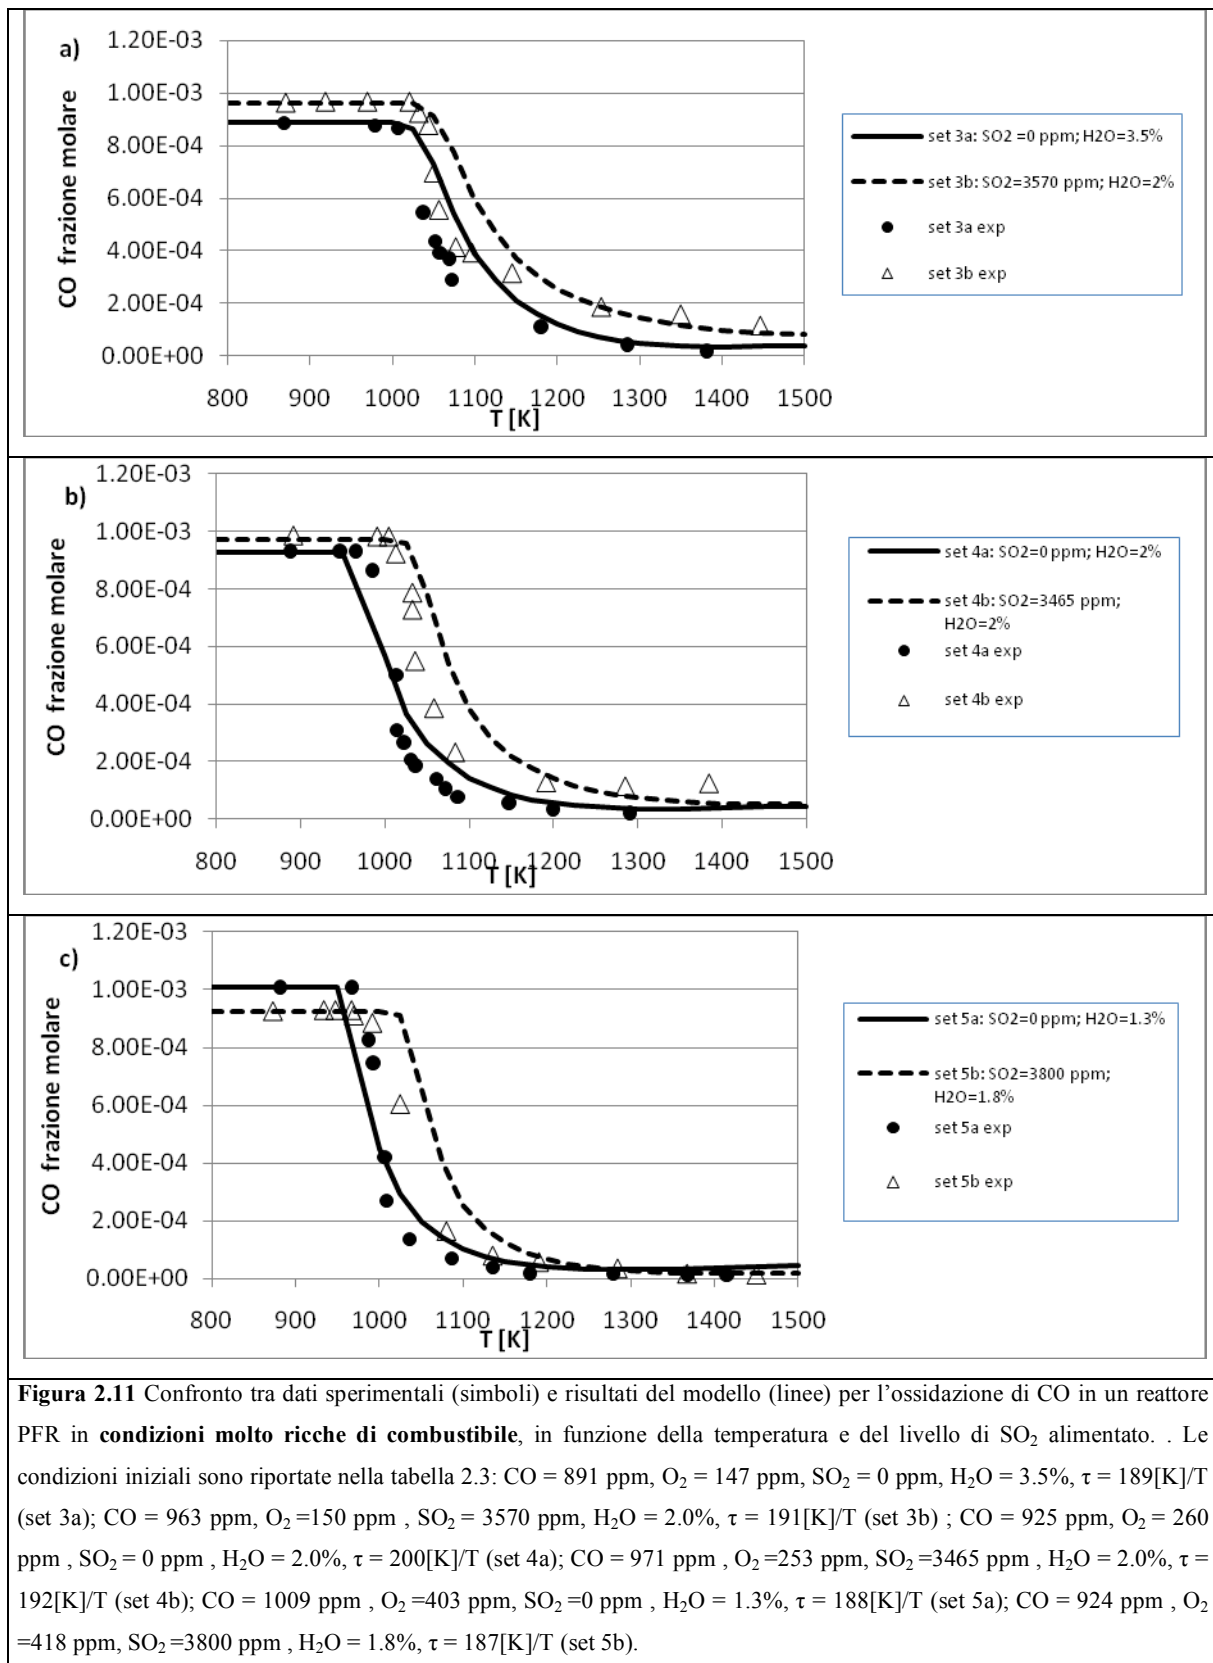 a)
1.20E-03
1.00E-03
8.00E-04
6.00E-04
4.00E-04
2.00E-04
0.00E+00
CO frazione molare
800 900 1000 1100 1200 1300 1400 1500
T [K]
set 3a: SO2 =0 ppm; H2O=3.5%
set 3b: SO2=3570 ppm; H2O=2%
set 3a exp
set 3b exp
b)
1.20E-03
1.00E-03
8.00E-04
6.00E-04
4.00E-04
2.00E-04
0.00E+00
CO frazione molare
800 900 1000 1100 1200 1300 1400 1500
T [K]
set 4a: SO2=0 ppm; H2O=2%
set 4b: SO2=3465 ppm;
H2O=2%
set 4a exp
set 4b exp
c)
1.20E-03
1.00E-03
8.00E-04
6.00E-04
4.00E-04
2.00E-04
0.00E+00
CO frazione molare
800 900 1000 1100 1200 1300 1400 1500
T [K]
set 5a: SO2=0 ppm; H2O=1.3%
set 5b: SO2=3800 ppm;
H2O=1.8%
set 5a exp
set 5b exp
Figura 2.11 Confronto tra dati sperimentali (simboli) e risultati del modello (linee) per l'ossidazione di CO in un reattore
PFR in condizioni molto ricche di combustibile, in funzione della temperatura e del livello di SO₂ alimentato. . Le
condizioni iniziali sono riportate nella tabella 2.3: CO = 891 ppm, O₂ = 147 ppm, SO₂ = 0 ppm, H₂O = 3.5%, τ = 189[K]/T
(set 3a); CO = 963 ppm, O₂ =150 ppm , SO₂ = 3570 ppm, H₂O = 2.0%, τ = 191[K]/T (set 3b) ; CO = 925 ppm, O₂ = 260
ppm , SO₂ = 0 ppm , H₂O = 2.0%, τ = 200[K]/T (set 4a); CO = 971 ppm , O₂ =253 ppm, SO₂ =3465 ppm , H₂O = 2.0%, τ =
192[K]/T (set 4b); CO = 1009 ppm , O₂ =403 ppm, SO₂ =0 ppm , H₂O = 1.3%, τ = 188[K]/T (set 5a); CO = 924 ppm , O₂
=418 ppm, SO₂ =3800 ppm , H₂O = 1.8%, τ = 187[K]/T (set 5b).